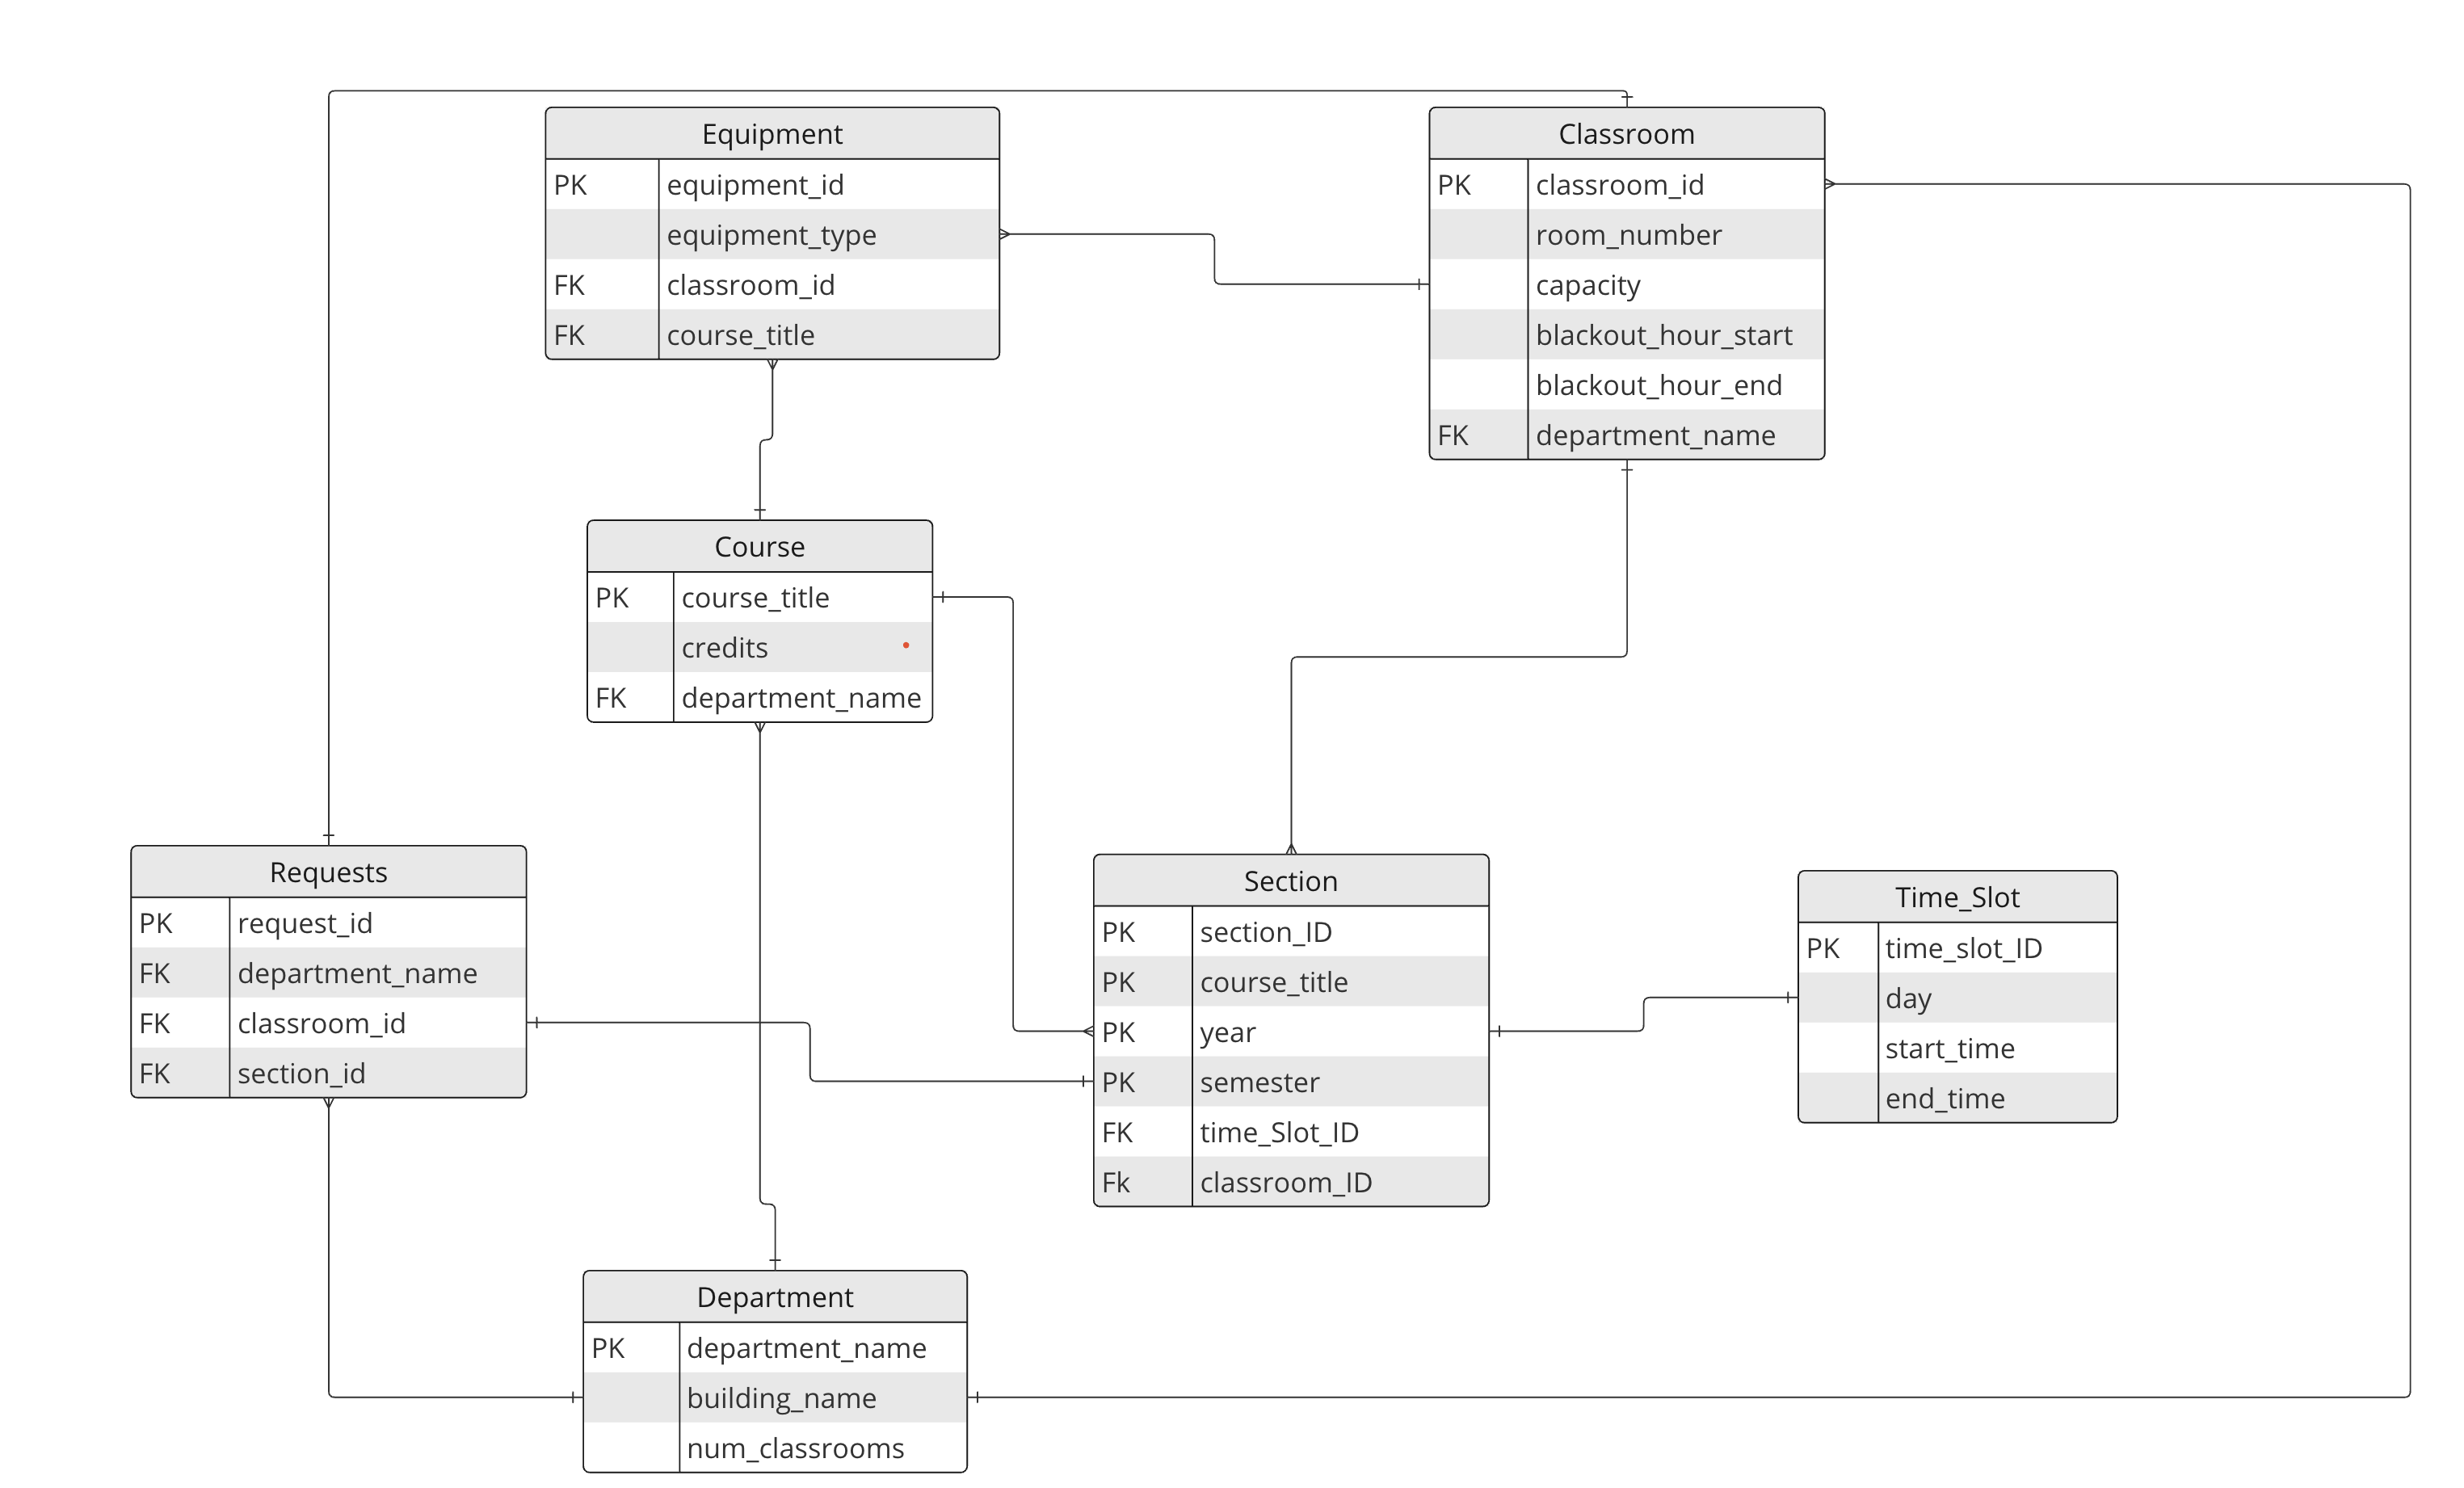 Equipment
PK equipment_id
equipment_type
FK classroom_id
FK course_title
Classroom
PK classroom_id
room_number
capacity
blackout_hour_start
blackout_hour_end
FK department_name
Course
PK course_title
credits
FK department_name
Requests
PK request_id
FK department_name
FK classroom_id
FK section_id
Section
PK section_ID
PK course_title
PK year
PK semester
FK time_Slot_ID
Fk classroom_ID
Time_Slot
PK time_slot_ID
day
start_time
end_time
Department
PK department_name
building_name
num_classrooms